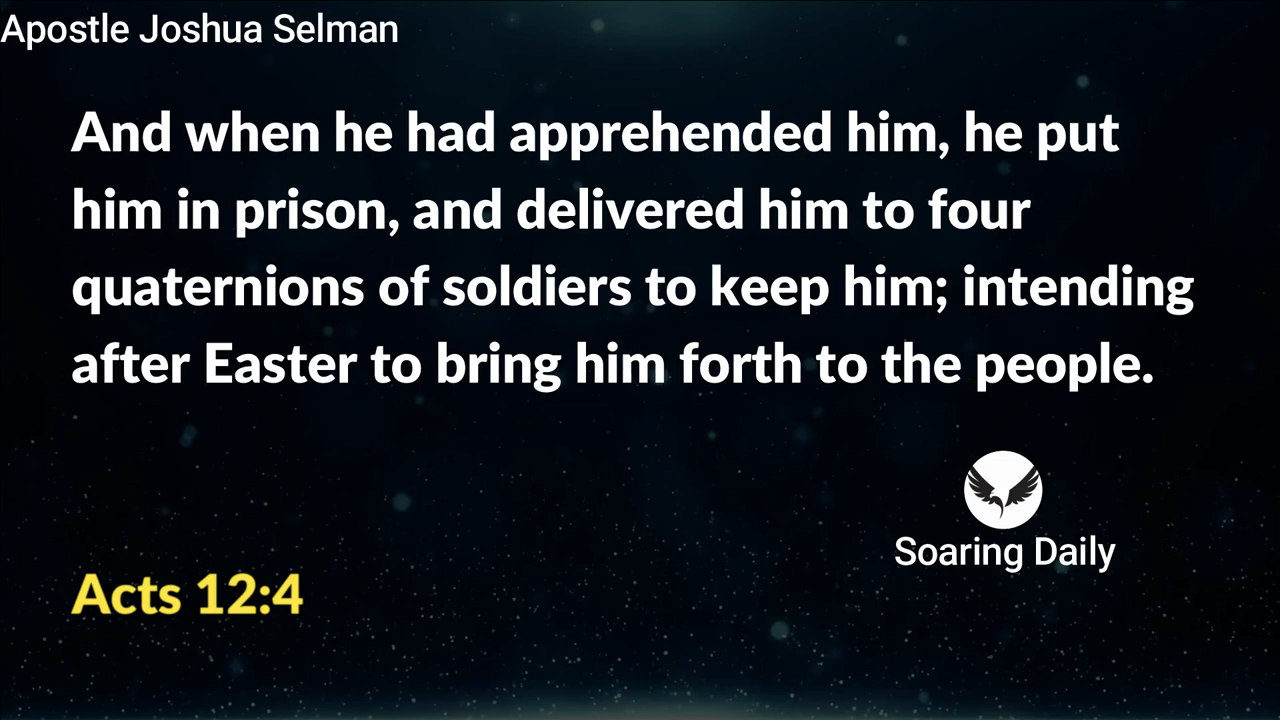 Apostle Joshua Selman
And when he had apprehended him, he put
him in prison, and delivered him to four
quaternions of soldiers to keep him; intending
after Easter to bring him forth to the people.
Soaring Daily
Acts 12:4